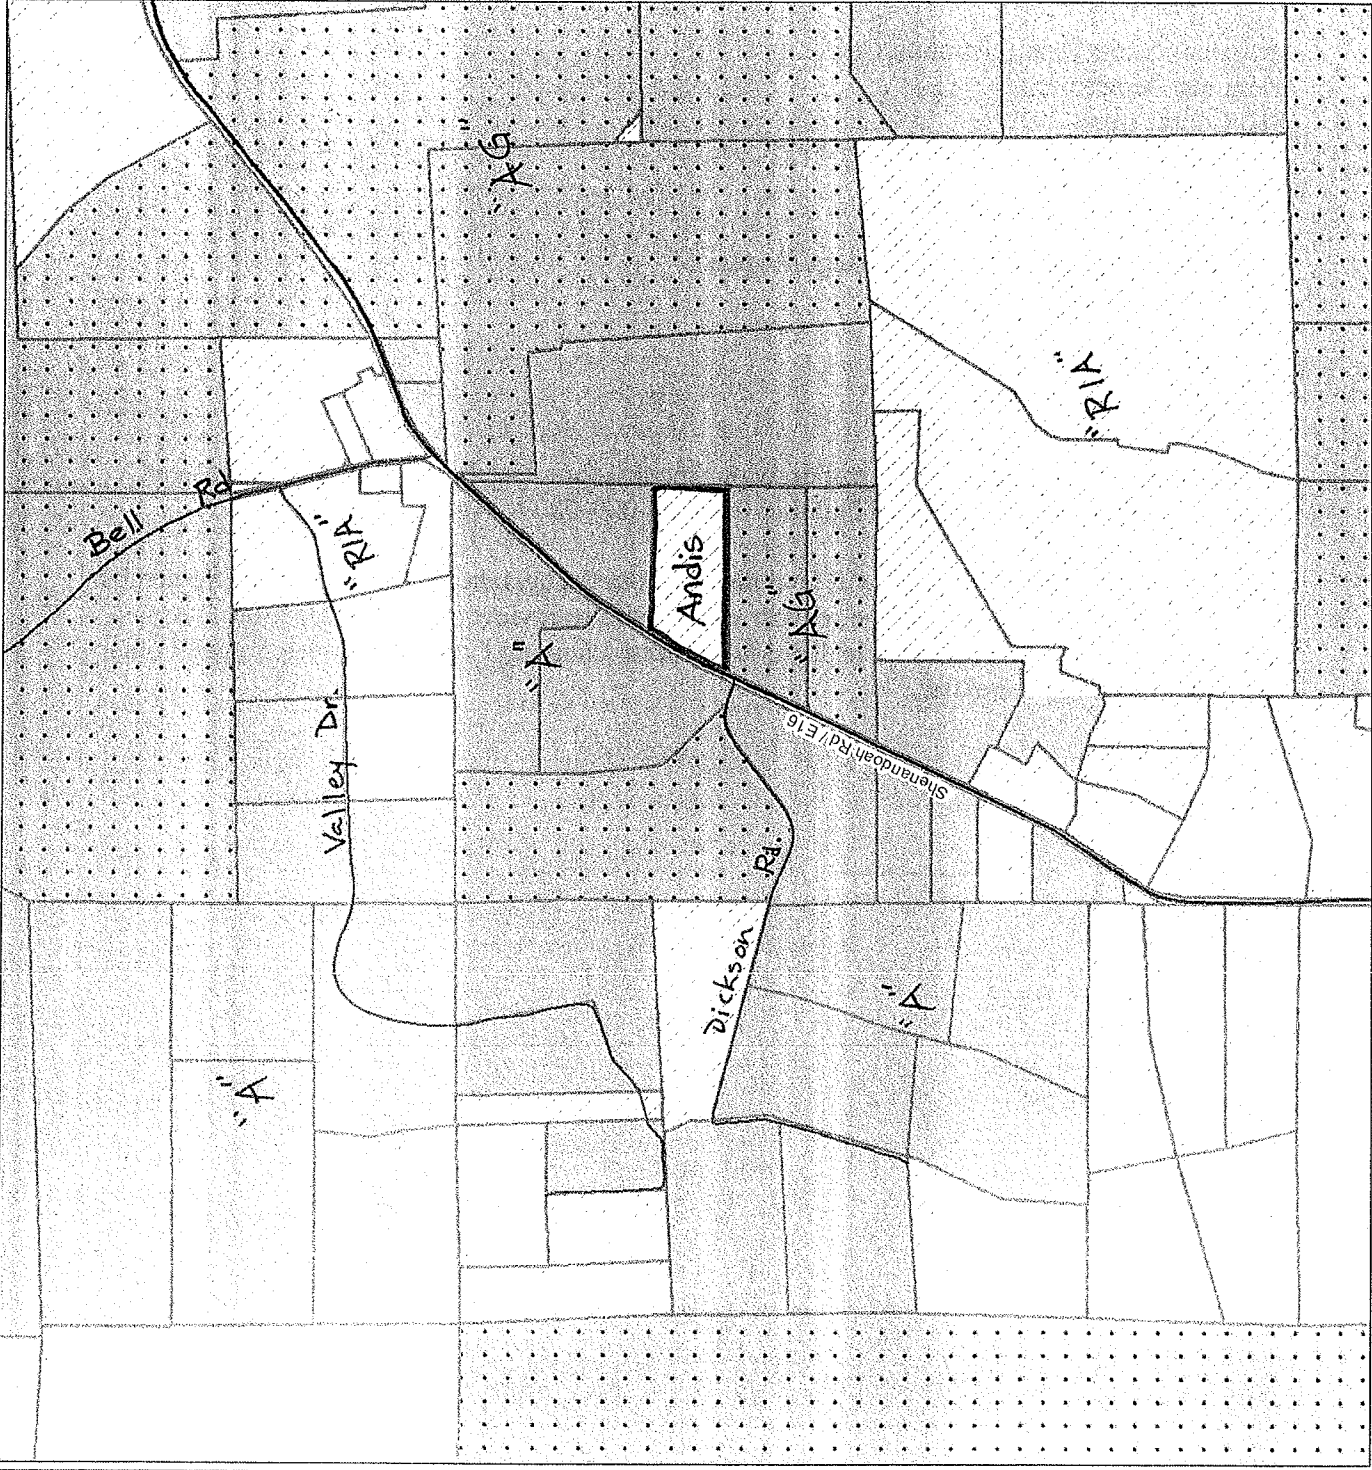 "AG"
"R1A"
Bell Rd
"R1A"
Andis
"A"
"AG"
Valley Dr.
Shenandoah Rd / E16
Dickson Rd.
"A"
"A"